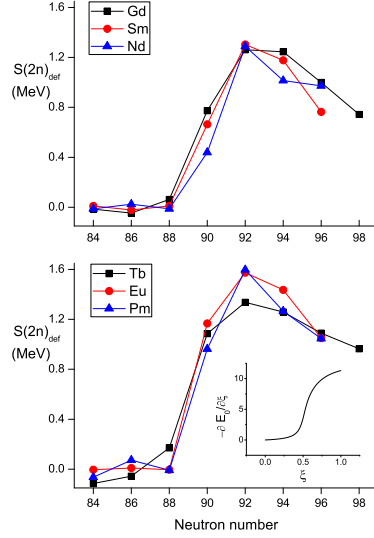 1.6
Gd
Sm
Nd
1.2
S(2n)def
(MeV)
0.8
0.4
0.0
84 86 88 90 92 94 96 98
1.6
Tb
Eu
Pm
1.2
S(2n)def
(MeV)
0.8
0.4
0.0
10
5
0
−∂ E0/∂ξ
0.0 0.5 1.0
ξ
84 86 88 90 92 94 96 98
Neutron number